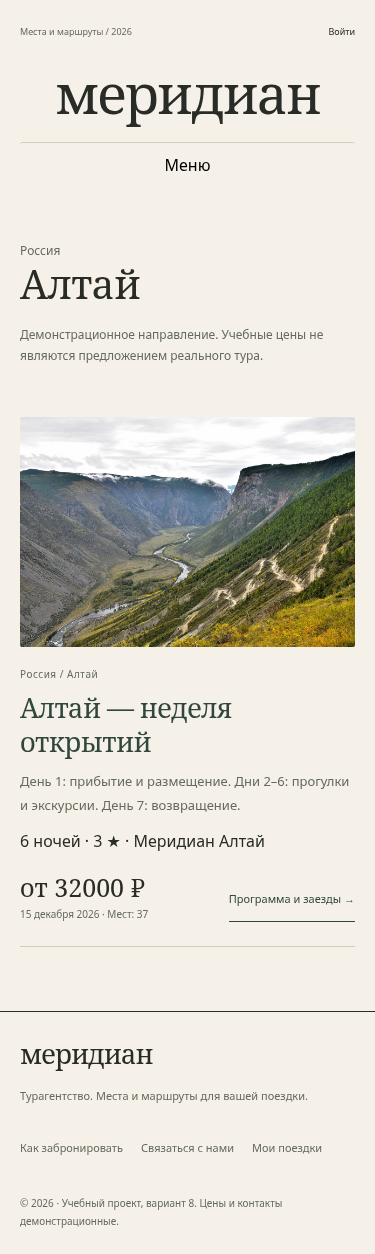 Места и маршруты / 2026
Войти
меридиан
Меню
Россия
Алтай
Демонстрационное направление. Учебные цены не
являются предложением реального тура.
Россия / Алтай
Алтай — неделя
открытий
День 1: прибытие и размещение. Дни 2–6: прогулки
и экскурсии. День 7: возвращение.
6 ночей · 3 ★ · Меридиан Алтай
от 32000 ₽
15 декабря 2026 · Мест: 37
Программа и заезды →
меридиан
Турагентство. Места и маршруты для вашей поездки.
Как забронировать Связаться с нами Мои поездки
© 2026 · Учебный проект, вариант 8. Цены и контакты
демонстрационные.